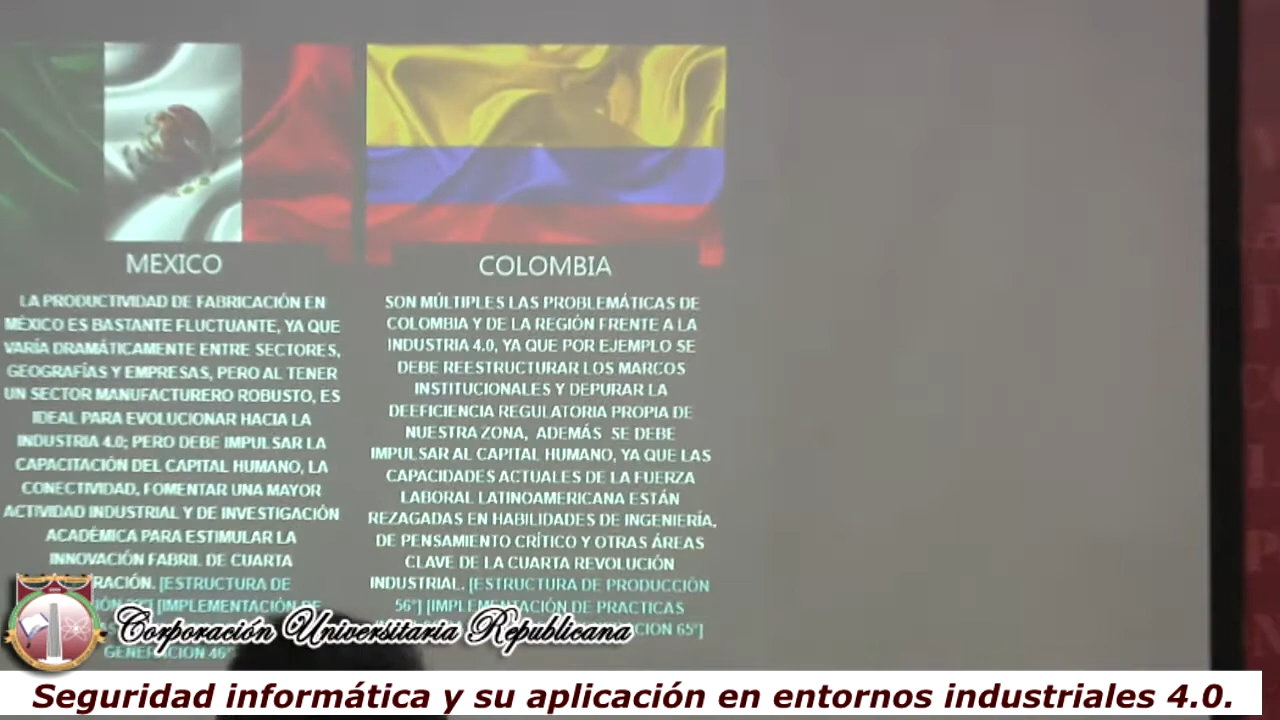 MEXICO
LA PRODUCTIVIDAD DE FABRICACIÓN EN
MÉXICO ES BASTANTE FLUCTUANTE, YA QUE
VARÍA DRAMÁTICAMENTE ENTRE SECTORES,
GEOGRAFÍAS Y EMPRESAS, PERO AL TENER
UN SECTOR MANUFACTURERO ROBUSTO, ES
IDEAL PARA EVOLUCIONAR HACIA LA
INDUSTRIA 4.0; PERO DEBE IMPULSAR LA
CAPACITACIÓN DEL CAPITAL HUMANO, LA
CONECTIVIDAD, FOMENTAR UNA MAYOR
ACTIVIDAD INDUSTRIAL Y DE INVESTIGACIÓN
ACADÉMICA PARA ESTIMULAR LA
INNOVACIÓN FABRIL DE CUARTA
[ESTRUCTURA DE
[IMPLEMENTACIÓN DE
GENERACION 46°
COLOMBIA
SON MÚLTIPLES LAS PROBLEMÁTICAS DE
COLOMBIA Y DE LA REGIÓN FRENTE A LA
INDUSTRIA 4.0, YA QUE POR EJEMPLO SE
DEBE REESTRUCTURAR LOS MARCOS
INSTITUCIONALES Y DEPURAR LA
DEEFICIENCIA REGULATORIA PROPIA DE
NUESTRA ZONA, ADEMÁS SE DEBE
IMPULSAR AL CAPITAL HUMANO, YA QUE LAS
CAPACIDADES ACTUALES DE LA FUERZA
LABORAL LATINOAMERICANA ESTÁN
REZAGADAS EN HABILIDADES DE INGENIERÍA,
DE PENSAMIENTO CRÍTICO Y OTRAS ÁREAS
CLAVE DE LA CUARTA REVOLUCIÓN
INDUSTRIAL. [ESTRUCTURA DE PRODUCCIÓN
56°] [IMPLEMENTACIÓN DE PRACTICAS
65°]
Corporación Universitaria Republicana
Seguridad informática y su aplicación en entornos industriales 4.0.